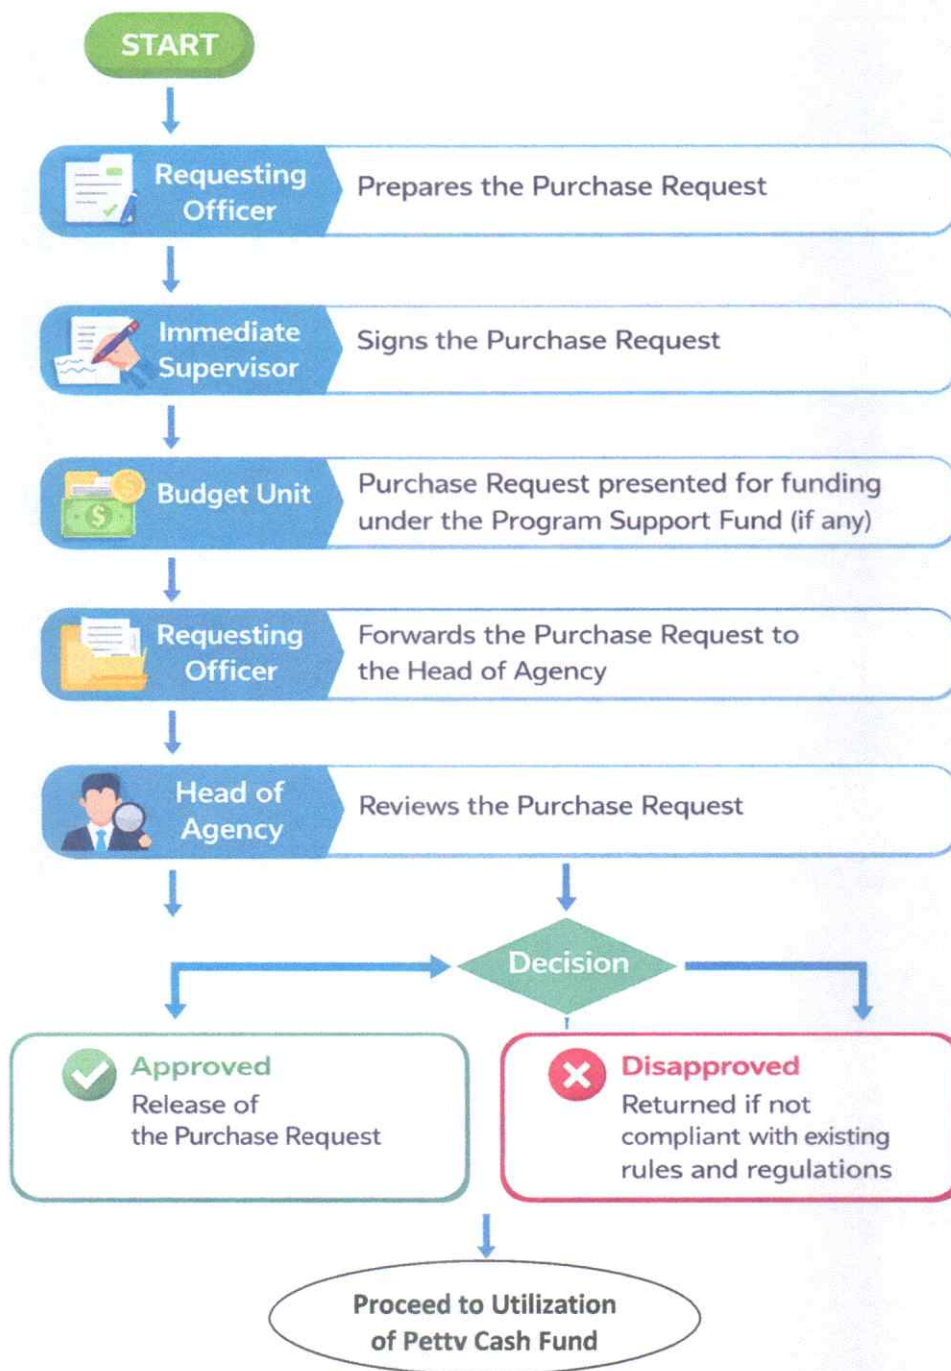 START
Requesting
Officer
Prepares the Purchase Request
Immediate
Supervisor
Signs the Purchase Request
Budget Unit
Purchase Request presented for funding
under the Program Support Fund (if any)
Requesting
Officer
Forwards the Purchase Request to
the Head of Agency
Head of
Agency
Reviews the Purchase Request
Decision
Approved
Release of
the Purchase Request
Disapproved
Returned if not
compliant with existing
rules and regulations
Proceed to Utilization
of Petty Cash Fund